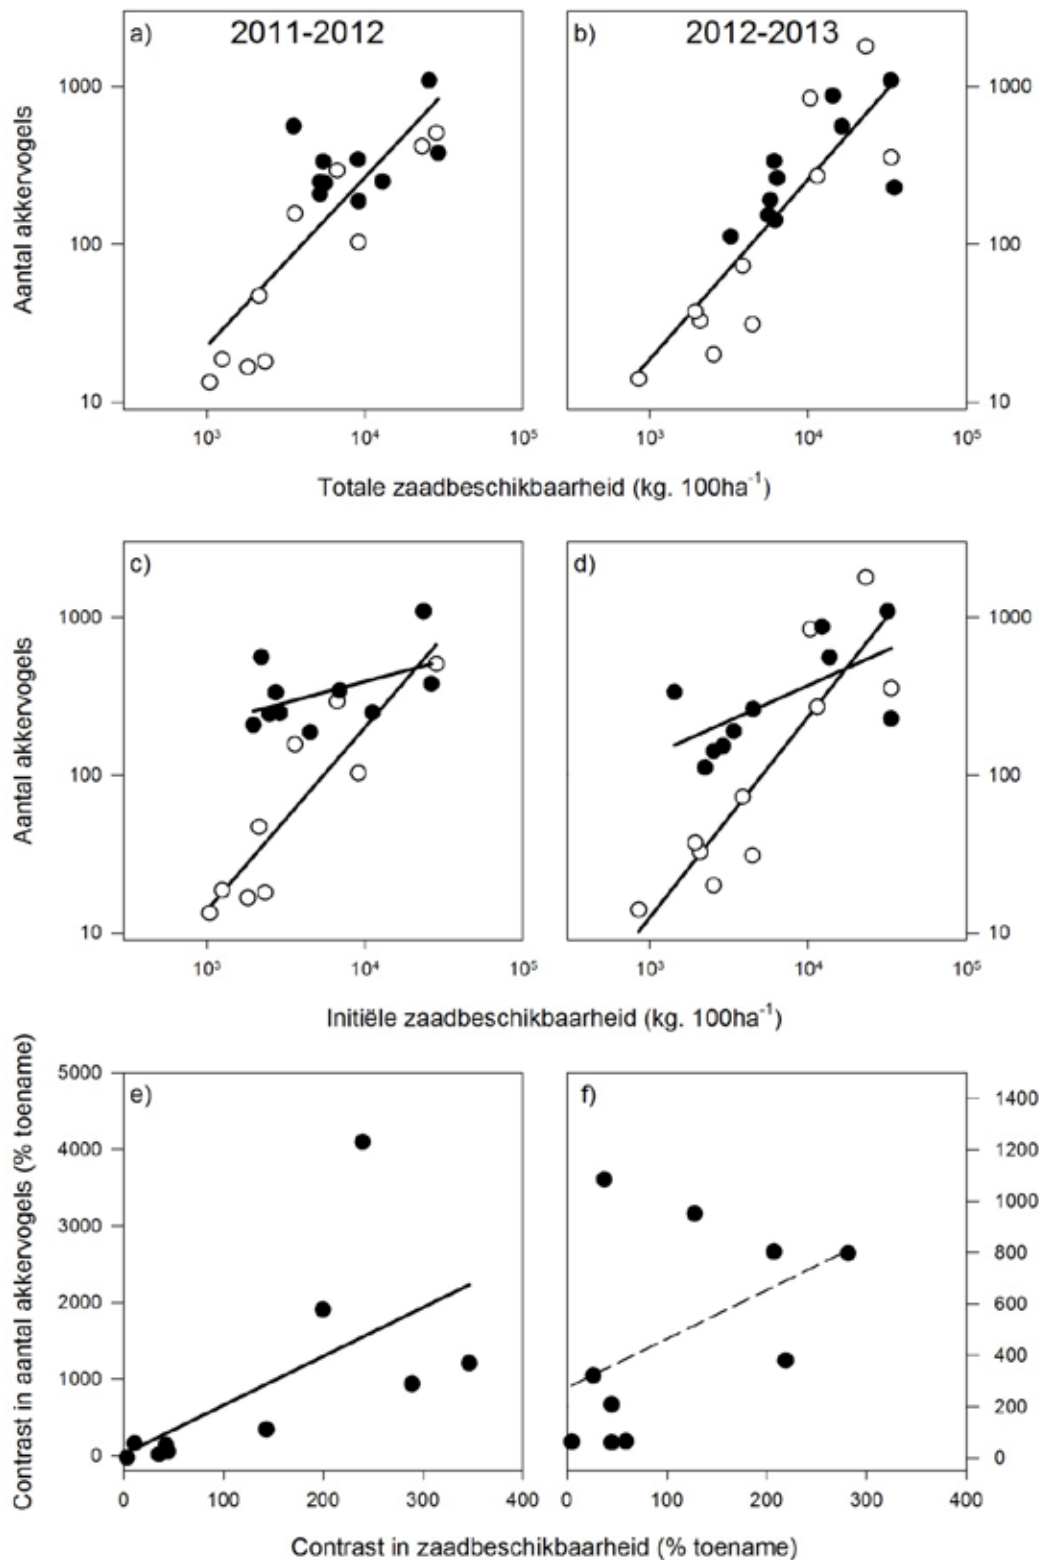 a) 2011-2012
b) 2012-2013
Aantal akkervogels
1000
100
10
1000
100
10
10³ 10⁴ 10⁵
10³ 10⁴ 10⁵
Totale zaadbeschikbaarheid (kg. 100ha⁻¹)
c)
d)
Aantal akkervogels
1000
100
10
1000
100
10
10³ 10⁴ 10⁵
10³ 10⁴ 10⁵
Initiële zaadbeschikbaarheid (kg. 100ha⁻¹)
e)
f)
Contrast in aantal akkervogels (% toename)
5000
4000
3000
2000
1000
0
1400
1200
1000
800
600
400
200
0
0 100 200 300 400
0 100 200 300 400
Contrast in zaadbeschikbaarheid (% toename)